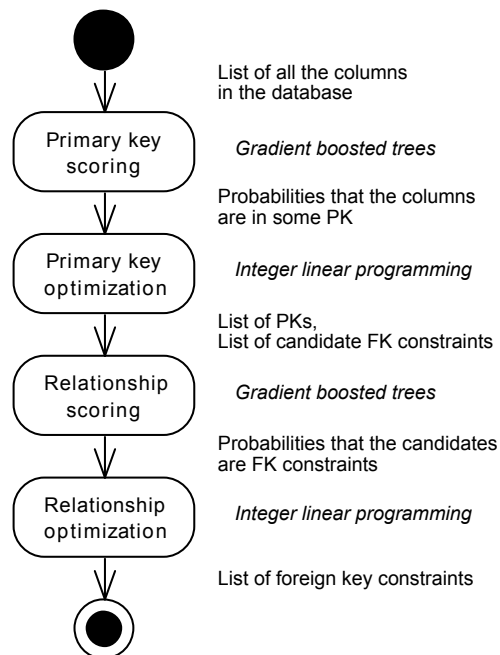 List of all the columns
in the database
Primary key
scoring
Gradient boosted trees
Probabilities that the columns
are in some PK
Primary key
optimization
Integer linear programming
List of PKs,
List of candidate FK constraints
Relationship
scoring
Gradient boosted trees
Probabilities that the candidates
are FK constraints
Relationship
optimization
Integer linear programming
List of foreign key constraints